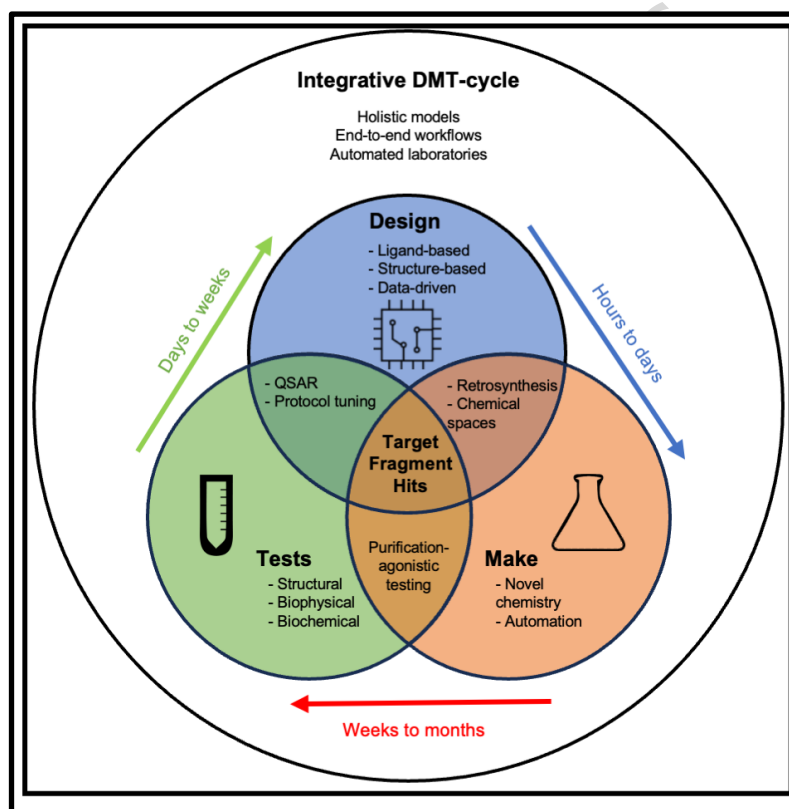 Integrative DMT-cycle
Holistic models
End-to-end workflows
Automated laboratories
Design
- Ligand-based
- Structure-based
- Data-driven
Days to weeks
Hours to days
- QSAR
- Protocol tuning
- Retrosynthesis
- Chemical
spaces
Target
Fragment
Hits
Tests
- Structural
- Biophysical
- Biochemical
Purification-
agonistic
testing
Make
- Novel
chemistry
- Automation
Weeks to months